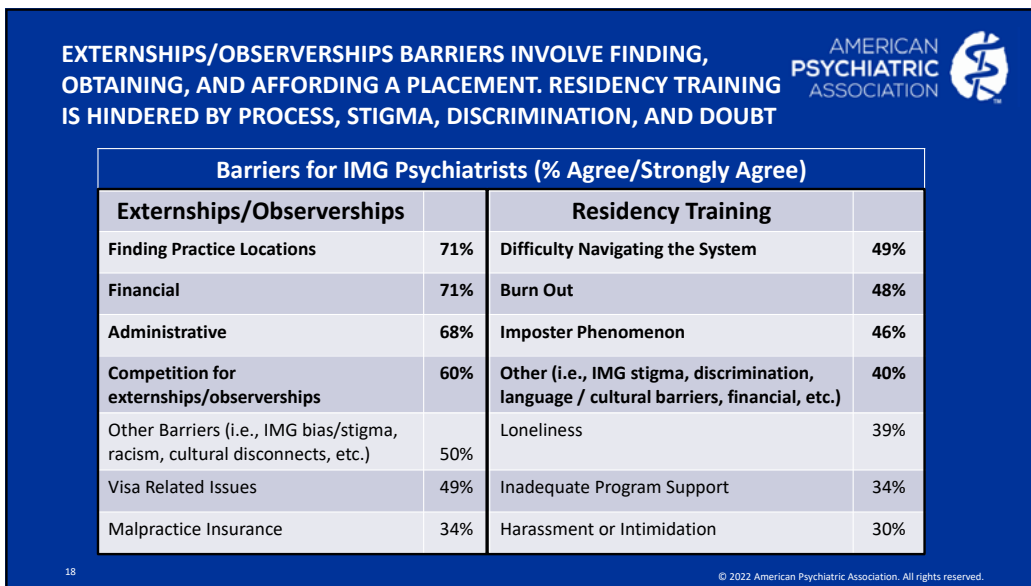 EXTERNSHIPS/OBSERVERSHIPS BARRIERS INVOLVE FINDING,
OBTAINING, AND AFFORDING A PLACEMENT. RESIDENCY TRAINING
IS HINDERED BY PROCESS, STIGMA, DISCRIMINATION, AND DOUBT
AMERICAN
PSYCHIATRIC
ASSOCIATION
TM
Barriers for IMG Psychiatrists (% Agree/Strongly Agree)
Externships/Observerships Residency Training
Finding Practice Locations 71% Difficulty Navigating the System 49%
Financial 71% Burn Out 48%
Administrative 68% Imposter Phenomenon 46%
Competition for 60% Other (i.e., IMG stigma, discrimination, 40%
externships/observerships language / cultural barriers, financial, etc.)
Other Barriers (i.e., IMG bias/stigma, Loneliness 39%
racism, cultural disconnects, etc.) 50%
Visa Related Issues 49% Inadequate Program Support 34%
Malpractice Insurance 34% Harassment or Intimidation 30%
18
© 2022 American Psychiatric Association. All rights reserved.